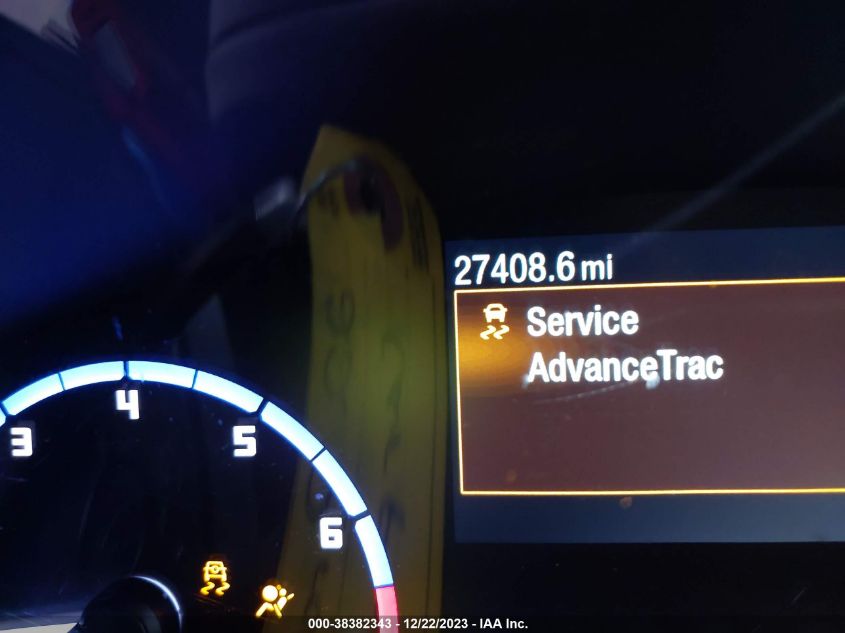 27408.6 mi
Service
AdvanceTrac
3
4
5
6
000-38382343 - 12/22/2023 - IAA Inc.